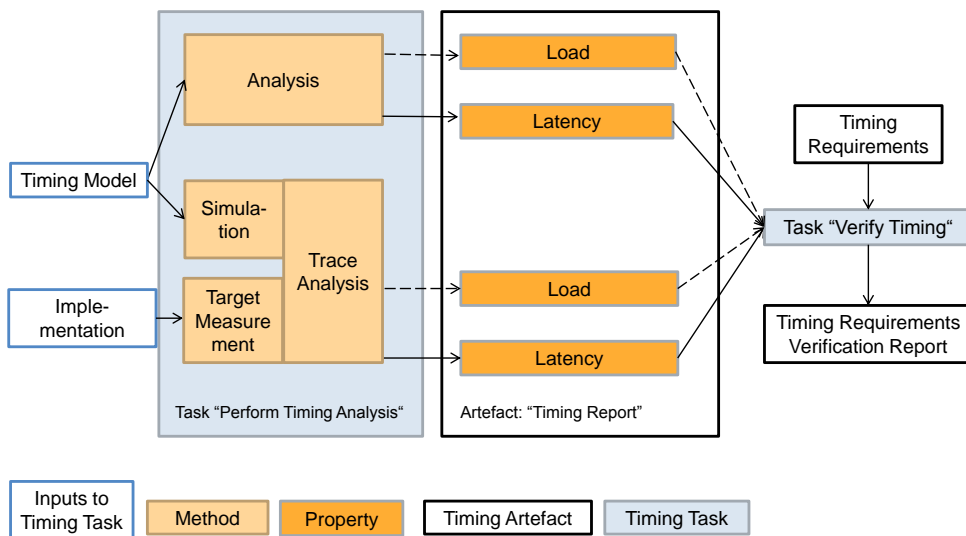 Analysis
Load
Latency
Timing
Requirements
Timing Model
Simula-
tion
Trace
Analysis
Task “Verify Timing“
Imple-
mentation
Target
Measure
ment
Load
Latency
Timing Requirements
Verification Report
Task “Perform Timing Analysis“
Artefact: “Timing Report”
Inputs to
Timing Task
Method
Property
Timing Artefact
Timing Task